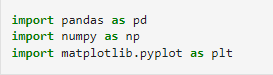 import pandas as pd
import numpy as np
import matplotlib.pyplot as plt